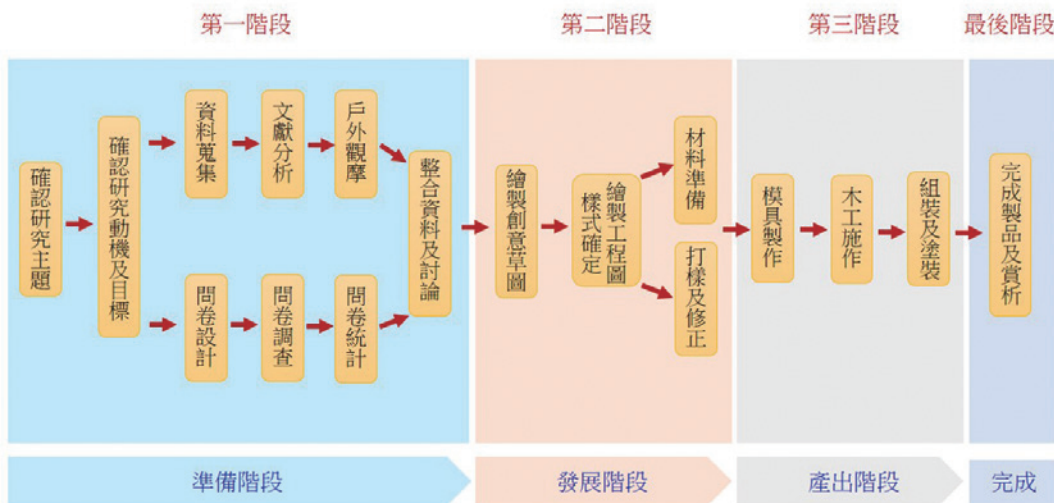 第一階段
第二階段
第三階段
最後階段
確認研究主題
確認研究動機及目標
資料蒐集
文獻分析
戶外觀摩
問卷設計
問卷調查
問卷統計
整合資料及討論
繪製創意草圖
繪製工程圖
樣式確定
材料準備
打樣及修正
模具製作
木工施作
組裝及塗裝
完成製品及賞析
準備階段
發展階段
產出階段
完成